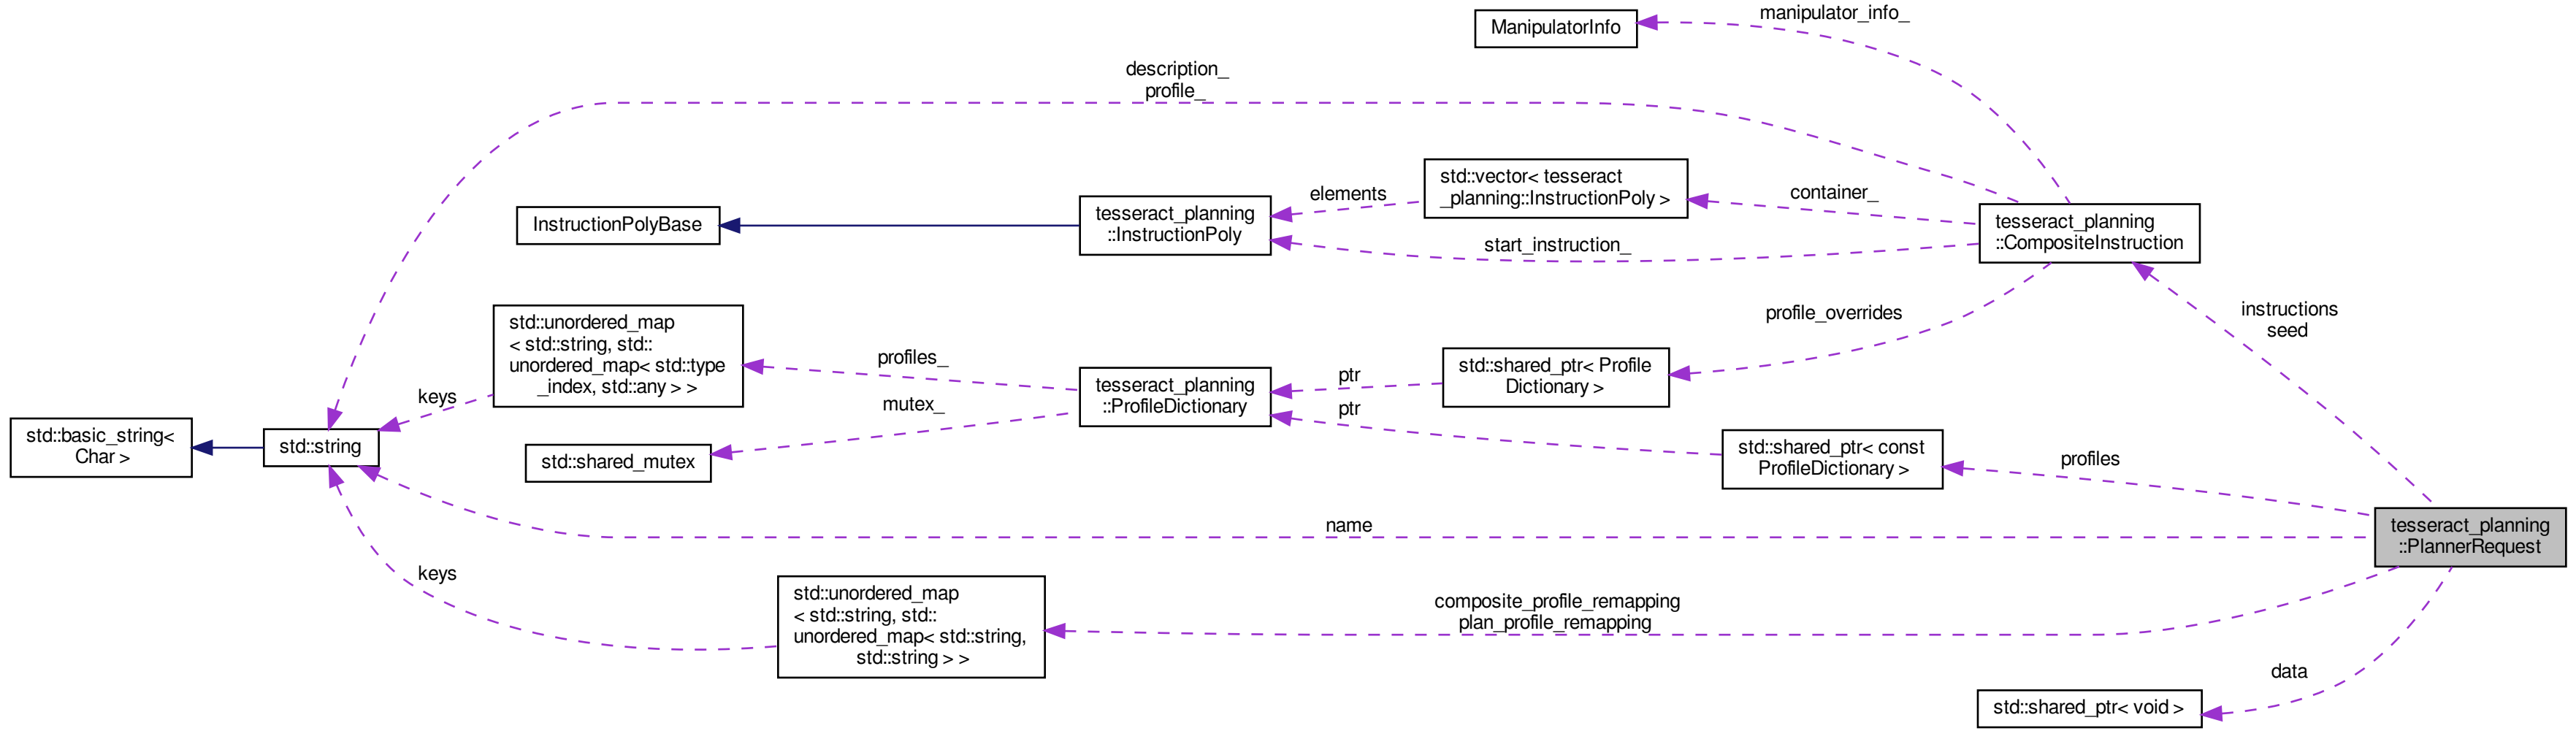 manipulator_info_
ManipulatorInfo
description_
profile_
std::vector< tesseract
_planning::InstructionPoly >
elements
container_
tesseract_planning
::InstructionPoly
InstructionPolyBase
tesseract_planning
::CompositeInstruction
start_instruction_
instructions
seed
profile_overrides
std::unordered_map
< std::string, std::
unordered_map< std::type
_index, std::any > >
profiles_
ptr
std::shared_ptr< Profile
Dictionary >
tesseract_planning
::ProfileDictionary
keys
mutex_
ptr
std::basic_string<
Char >
std::string
std::shared_mutex
std::shared_ptr< const
ProfileDictionary >
profiles
name
tesseract_planning
::PlannerRequest
keys
std::unordered_map
< std::string, std::
unordered_map< std::string,
std::string > >
composite_profile_remapping
plan_profile_remapping
data
std::shared_ptr< void >